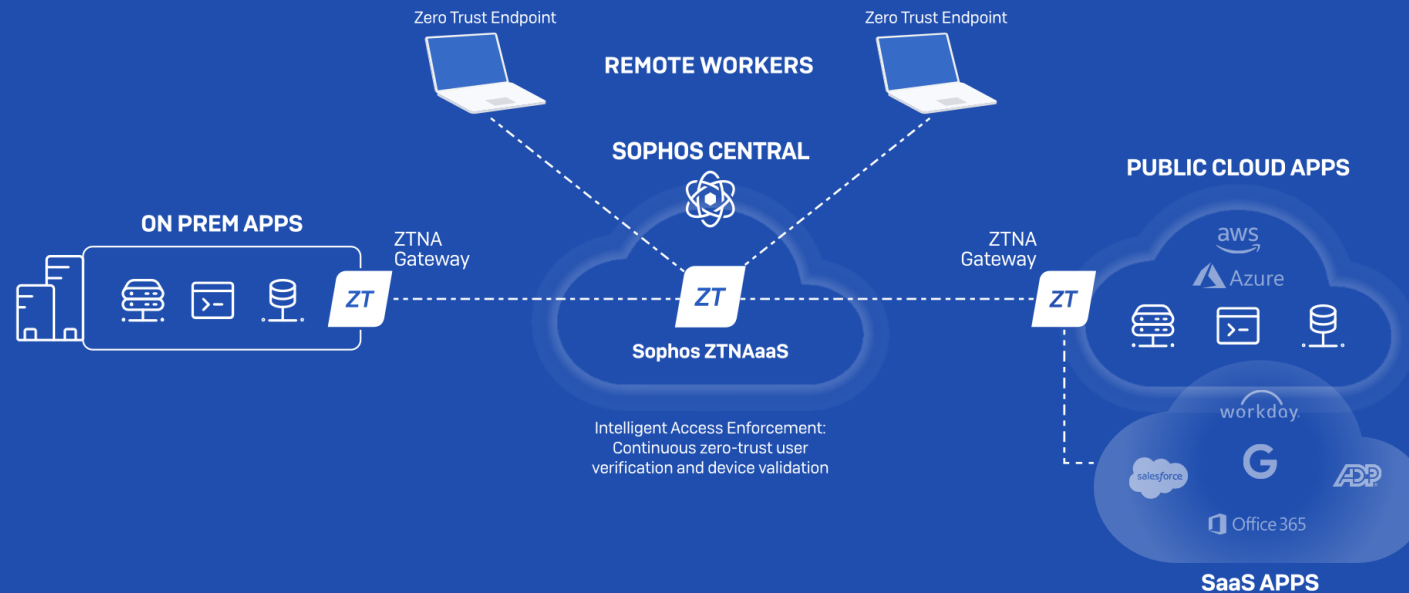 Zero Trust Endpoint
Zero Trust Endpoint
REMOTE WORKERS
SOPHOS CENTRAL
PUBLIC CLOUD APPS
ON PREM APPS
ZTNA
Gateway
ZTNA
Gateway
aws
Azure
ZT
ZT
ZT
Sophos ZTNAaaS
Intelligent Access Enforcement:
Continuous zero-trust user
verification and device validation
workday.
salesforce
G
ADP
Office 365
SaaS APPS